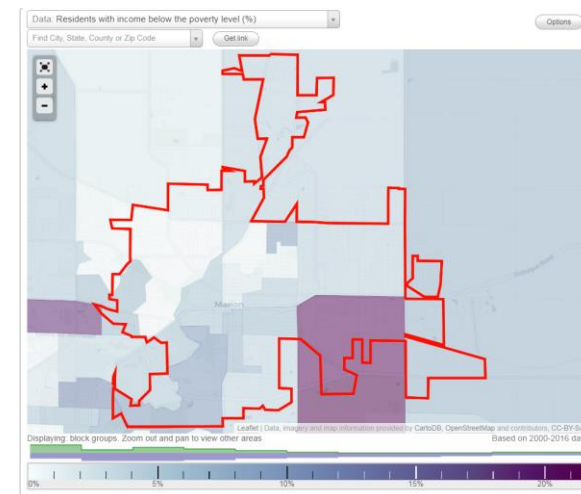 Data: Residents with income below the poverty level (%)
Options
Find City, State, County or Zip Code
Get link
+
−
Marion
Leaflet | Data, imagery and map information provided by CartoDB, OpenStreetMap and contributors, CC-BY-SA
Displaying: block groups. Zoom out and pan to view other areas
Based on 2000-2016 dat
0%
5%
10%
15%
20%